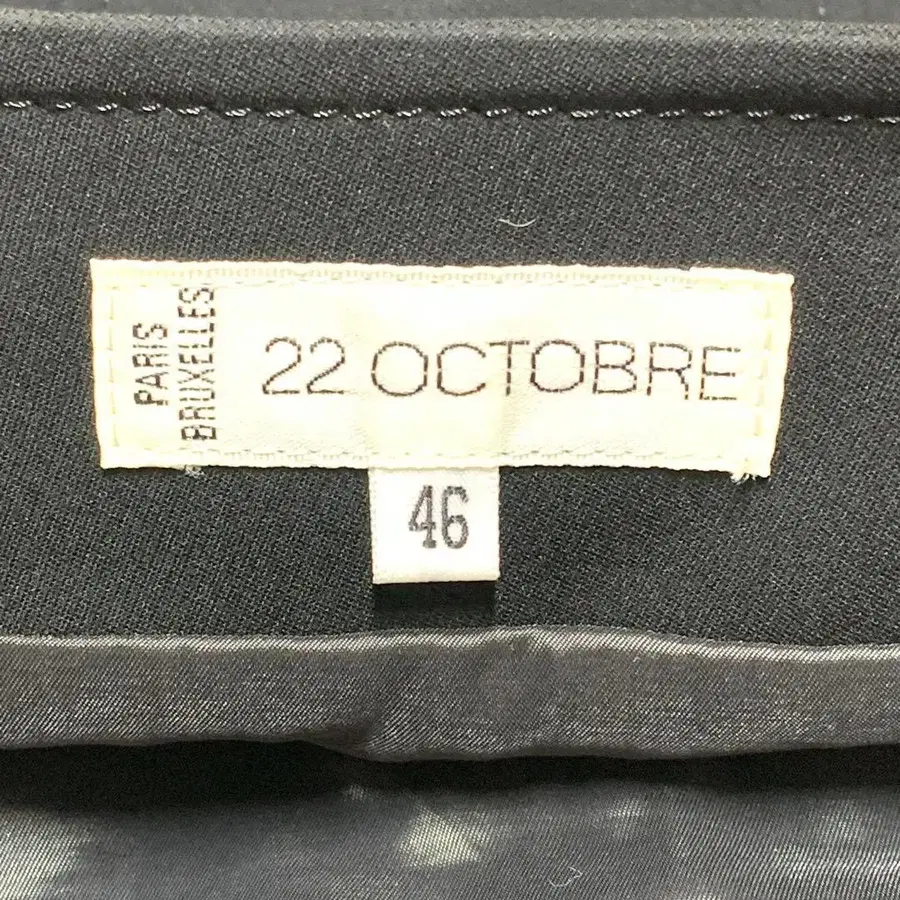 PARIS
BRUXELLES
22 OCTOBRE
46